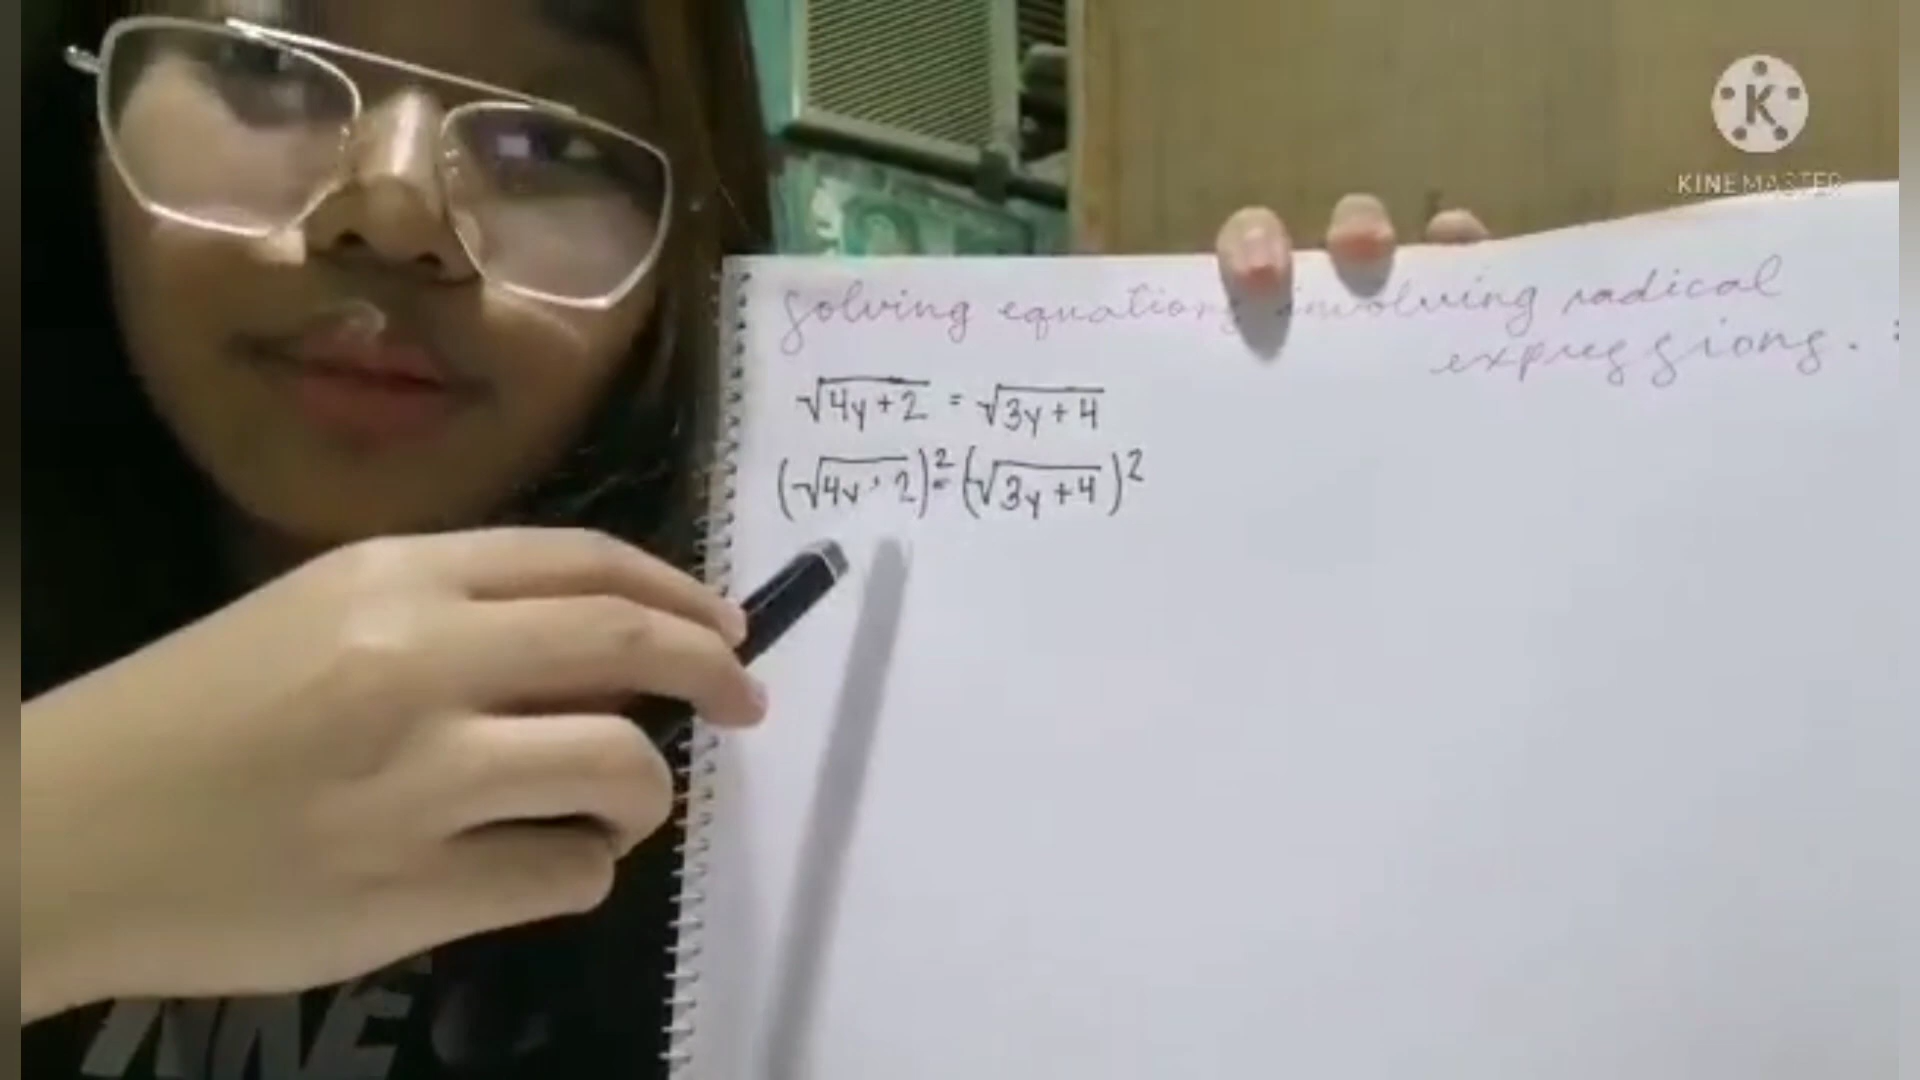 KINEMASTER
Solving equations involving radical
expressions.
√4y+2 = √3y+4
(√4y+2)² = (√3y+4)²